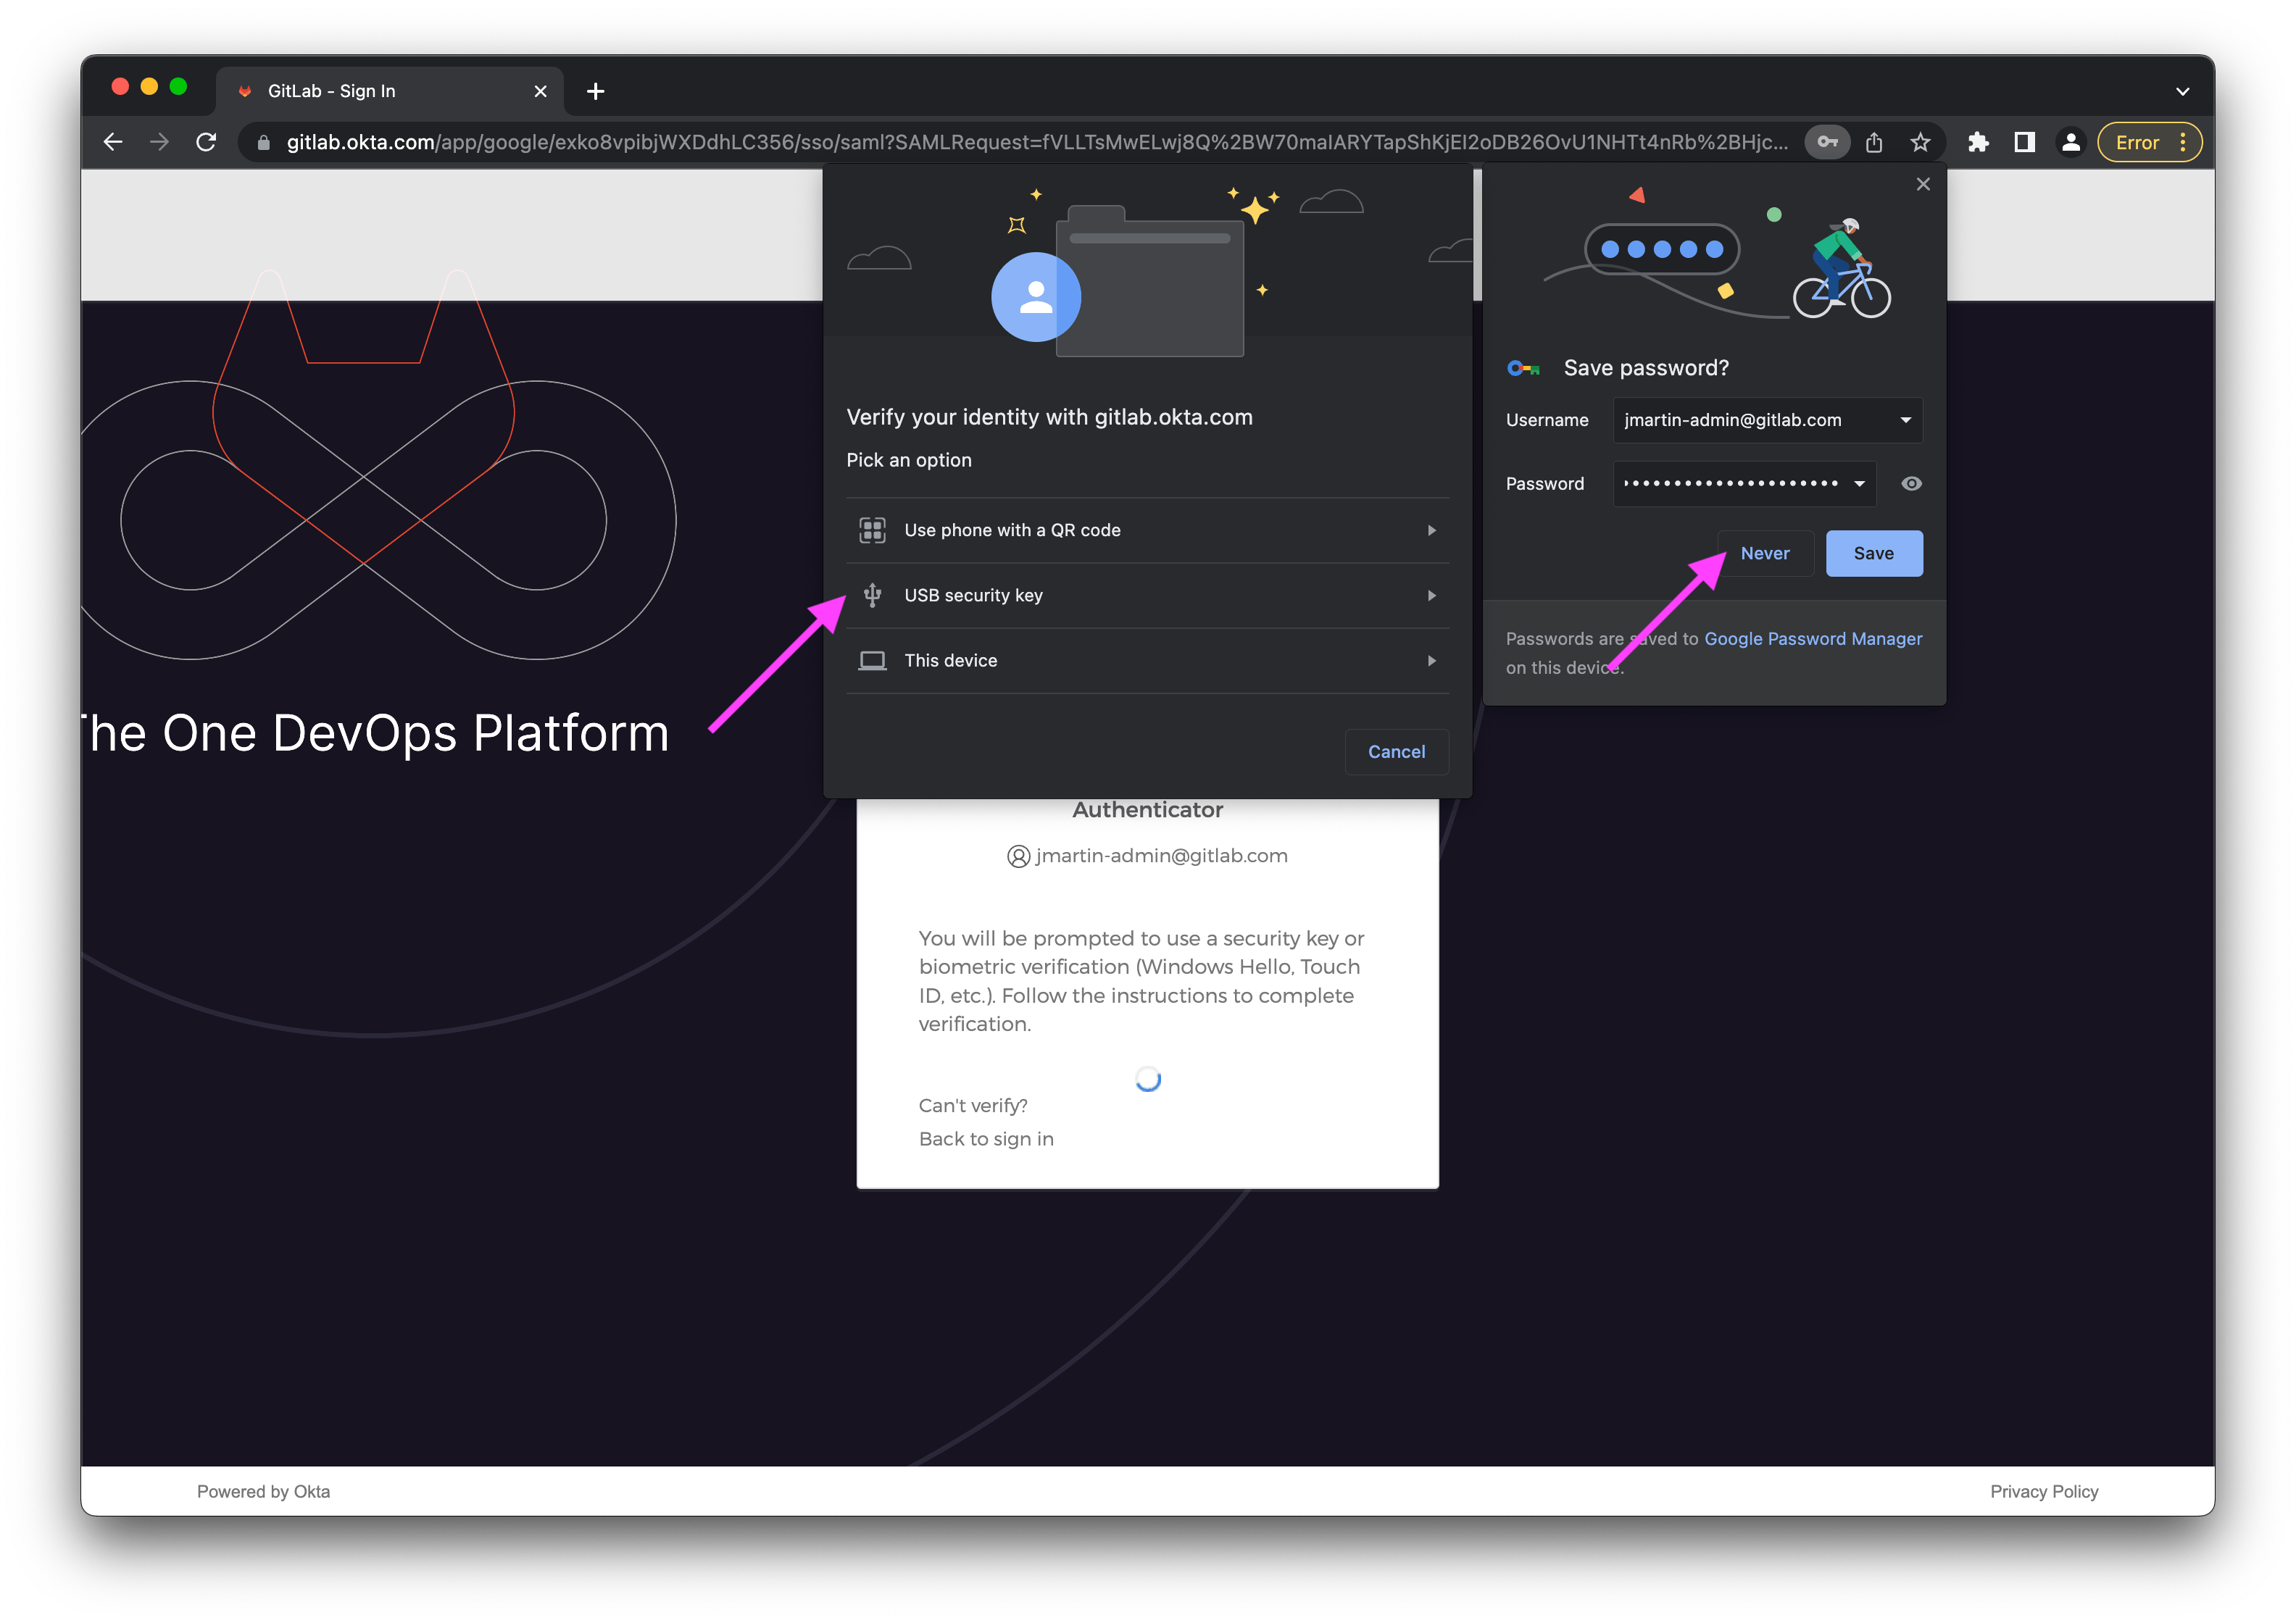 GitLab - Sign In
gitlab.okta.com/app/google/exko8vpibjWXDdhLC356/sso/saml?SAMLRequest=fVLLTsMwELwj8Q%2BW70malARYTapShKjEI2oDB26OvU1NHTt4nRb%2BHjc...
Error
Verify your identity with gitlab.okta.com
Pick an option
Use phone with a QR code
USB security key
This device
Cancel
Save password?
Username
jmartin-admin@gitlab.com
Password
Never
Save
Passwords are saved to Google Password Manager
on this device.
The One DevOps Platform
Authenticator
jmartin-admin@gitlab.com
You will be prompted to use a security key or
biometric verification (Windows Hello, Touch
ID, etc.). Follow the instructions to complete
verification.
Can't verify?
Back to sign in
Powered by Okta
Privacy Policy